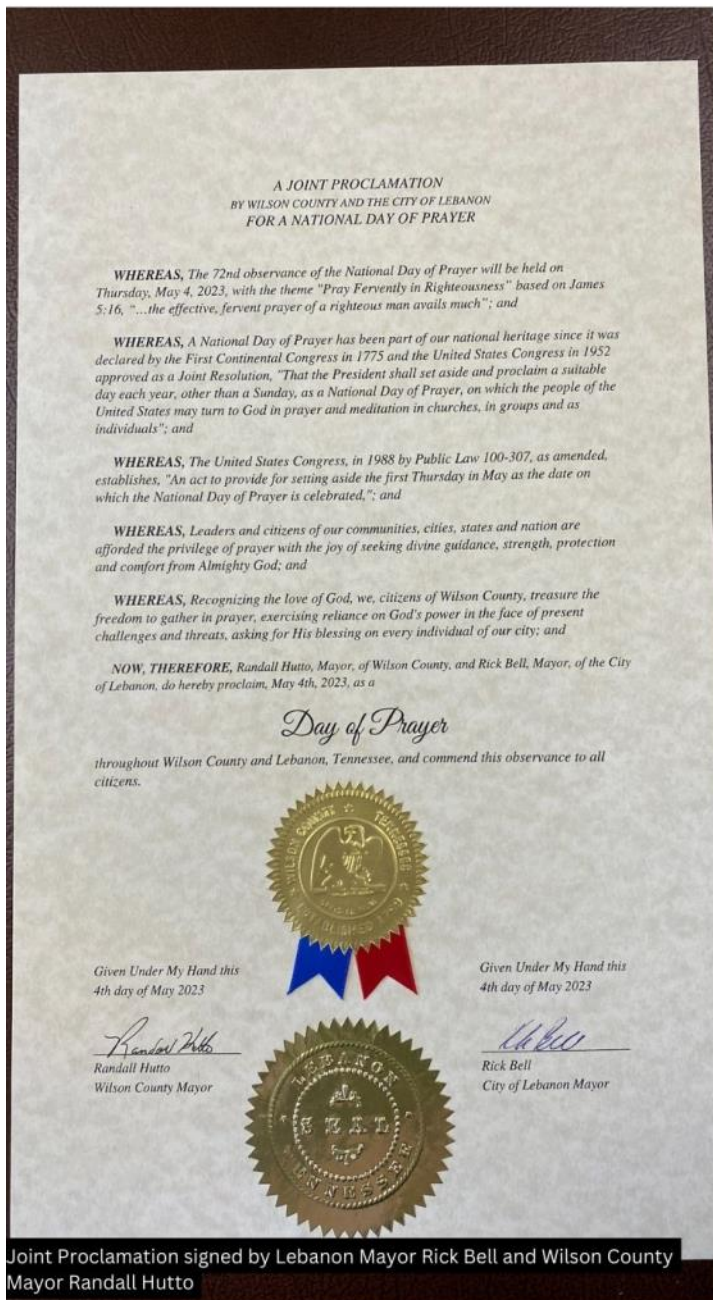 A JOINT PROCLAMATION
BY WILSON COUNTY AND THE CITY OF LEBANON
FOR A NATIONAL DAY OF PRAYER
WHEREAS, The 72nd observance of the National Day of Prayer will be held on
Thursday, May 4, 2023, with the theme "Pray Fervently in Righteousness" based on James
5:16, "...the effective, fervent prayer of a righteous man avails much"; and
WHEREAS, A National Day of Prayer has been part of our national heritage since it was
declared by the First Continental Congress in 1775 and the United States Congress in 1952
approved as a Joint Resolution, "That the President shall set aside and proclaim a suitable
day each year, other than a Sunday, as a National Day of Prayer, on which the people of the
United States may turn to God in prayer and meditation in churches, in groups and as
individuals"; and
WHEREAS, The United States Congress, in 1988 by Public Law 100-307, as amended,
establishes, "An act to provide for setting aside the first Thursday in May as the date on
which the National Day of Prayer is celebrated,"; and
WHEREAS, Leaders and citizens of our communities, cities, states and nation are
afforded the privilege of prayer with the joy of seeking divine guidance, strength, protection
and comfort from Almighty God; and
WHEREAS, Recognizing the love of God, we, citizens of Wilson County, treasure the
freedom to gather in prayer, exercising reliance on God's power in the face of present
challenges and threats, asking for His blessing on every individual of our city; and
NOW, THEREFORE, Randall Hutto, Mayor, of Wilson County, and Rick Bell, Mayor, of the City
of Lebanon, do hereby proclaim, May 4th, 2023, as a
Day of Prayer
throughout Wilson County and Lebanon, Tennessee, and commend this observance to all
citizens.
WILSON COUNTY TENNESSEE
ESTABLISHED
Given Under My Hand this
4th day of May 2023
Randall Hutto
Randall Hutto
Wilson County Mayor
Given Under My Hand this
4th day of May 2023
Rick Bell
City of Lebanon Mayor
LEBANON
SEAL
TENNESSEE
Joint Proclamation signed by Lebanon Mayor Rick Bell and Wilson County
Mayor Randall Hutto